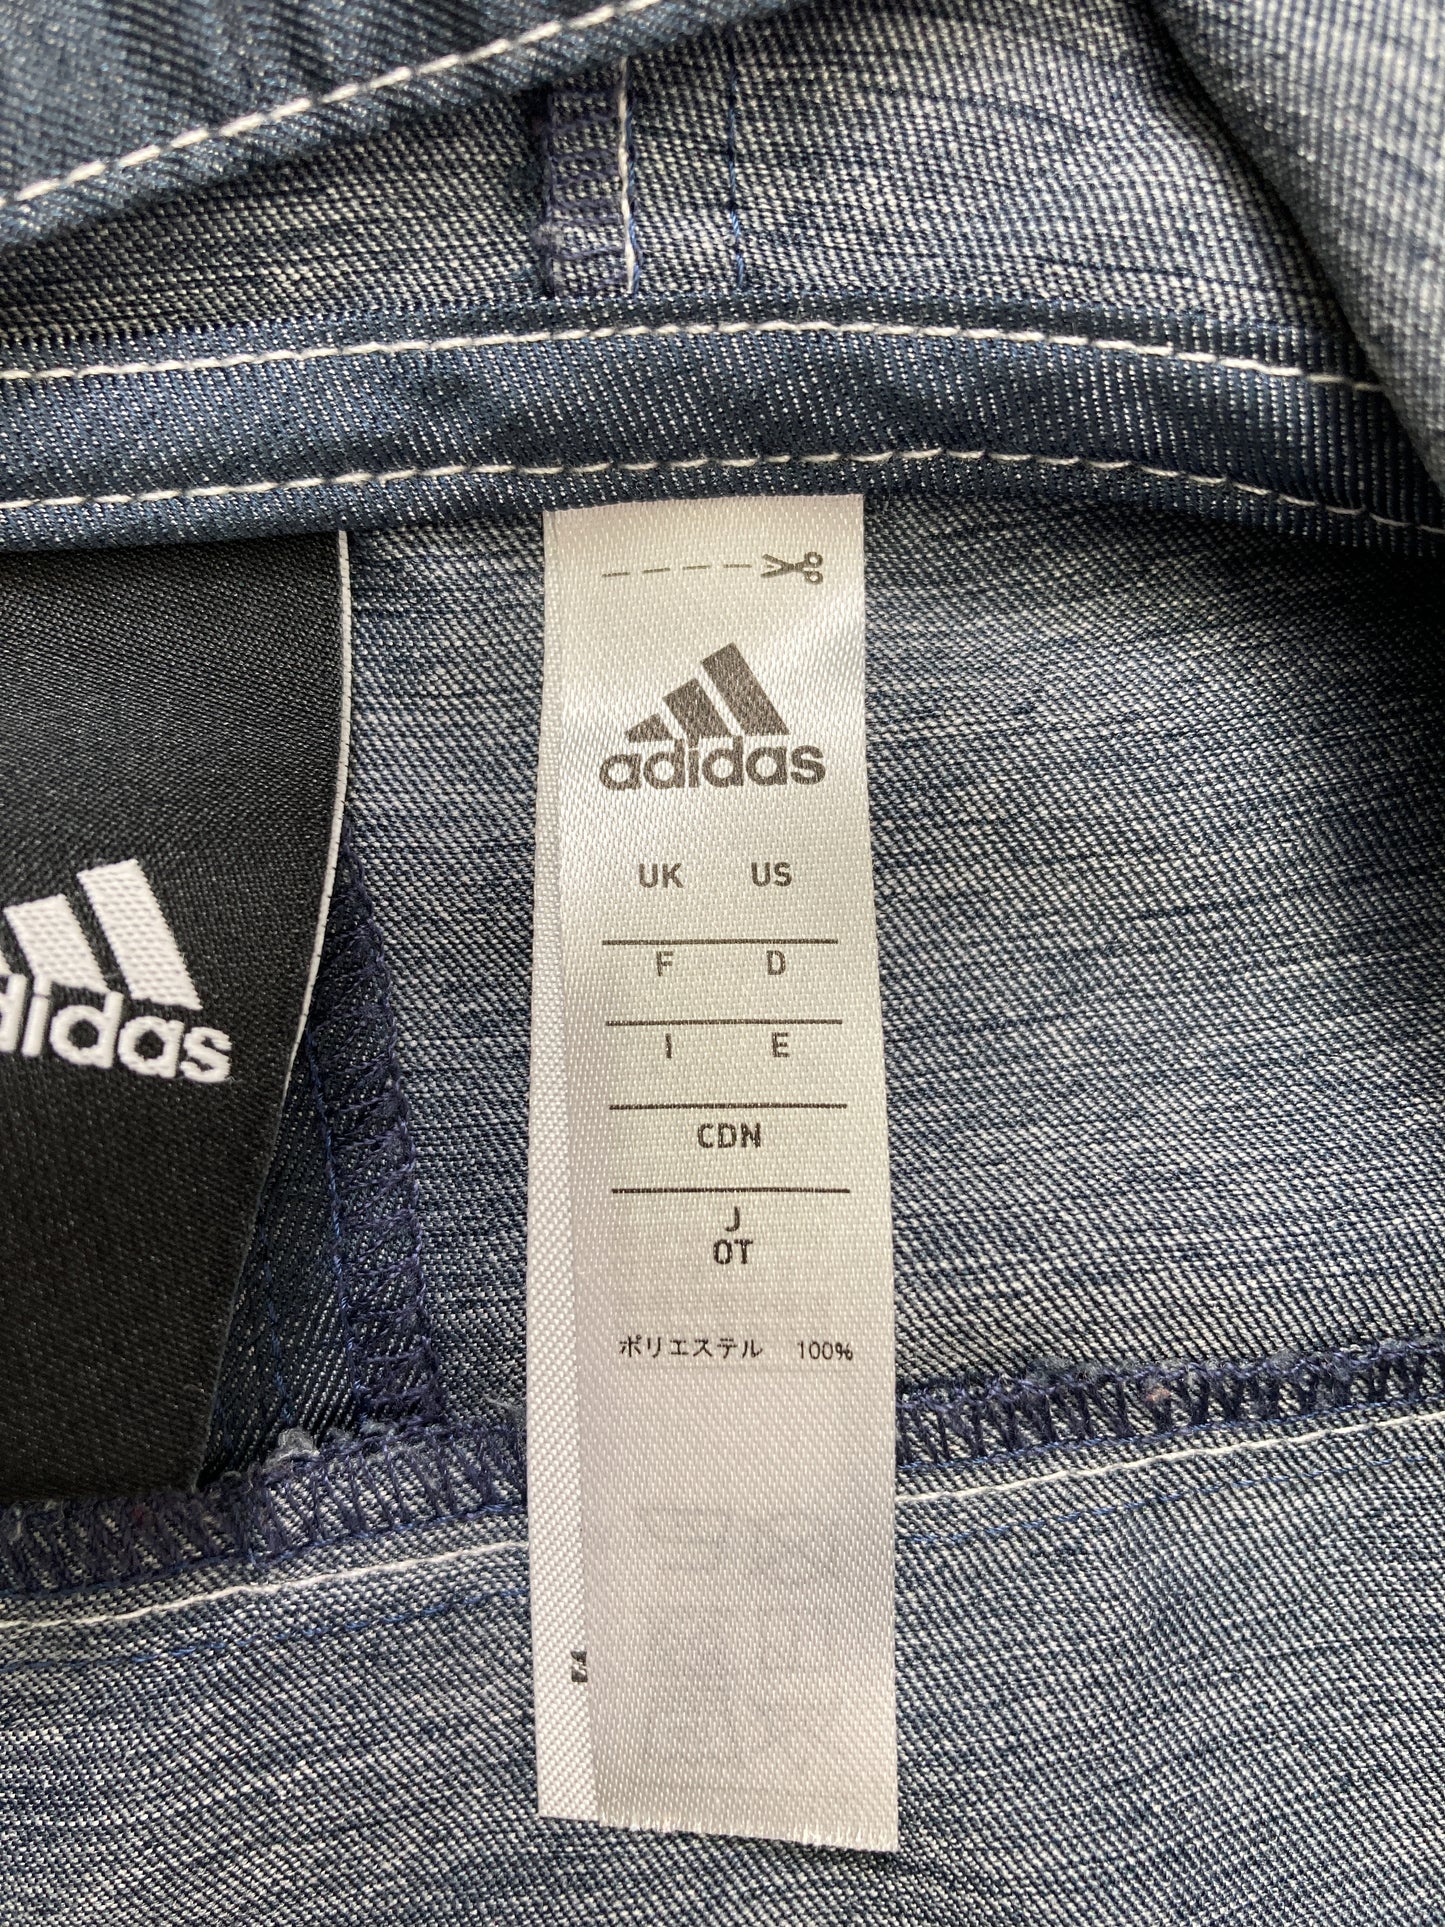 adidas
UK US
F D
I E
CDN
J
OT
ポリエステル 100%
adidas